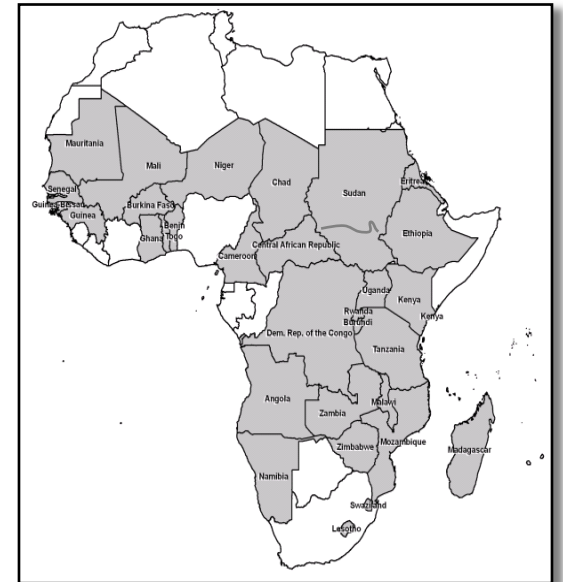 Mauritania
Mali
Niger
Chad
Sudan
Eritrea
Senegal
Guinea-Bissau
Guinea
Burkina Faso
Benin
Togo
Ghana
Ethiopia
Central African Republic
Cameroon
Uganda
Kenya
Kenya
Rwanda
Burundi
Dem. Rep. of the Congo
Tanzania
Angola
Malawi
Zambia
Mozambique
Zimbabwe
Madagascar
Namibia
Swaziland
Lesotho